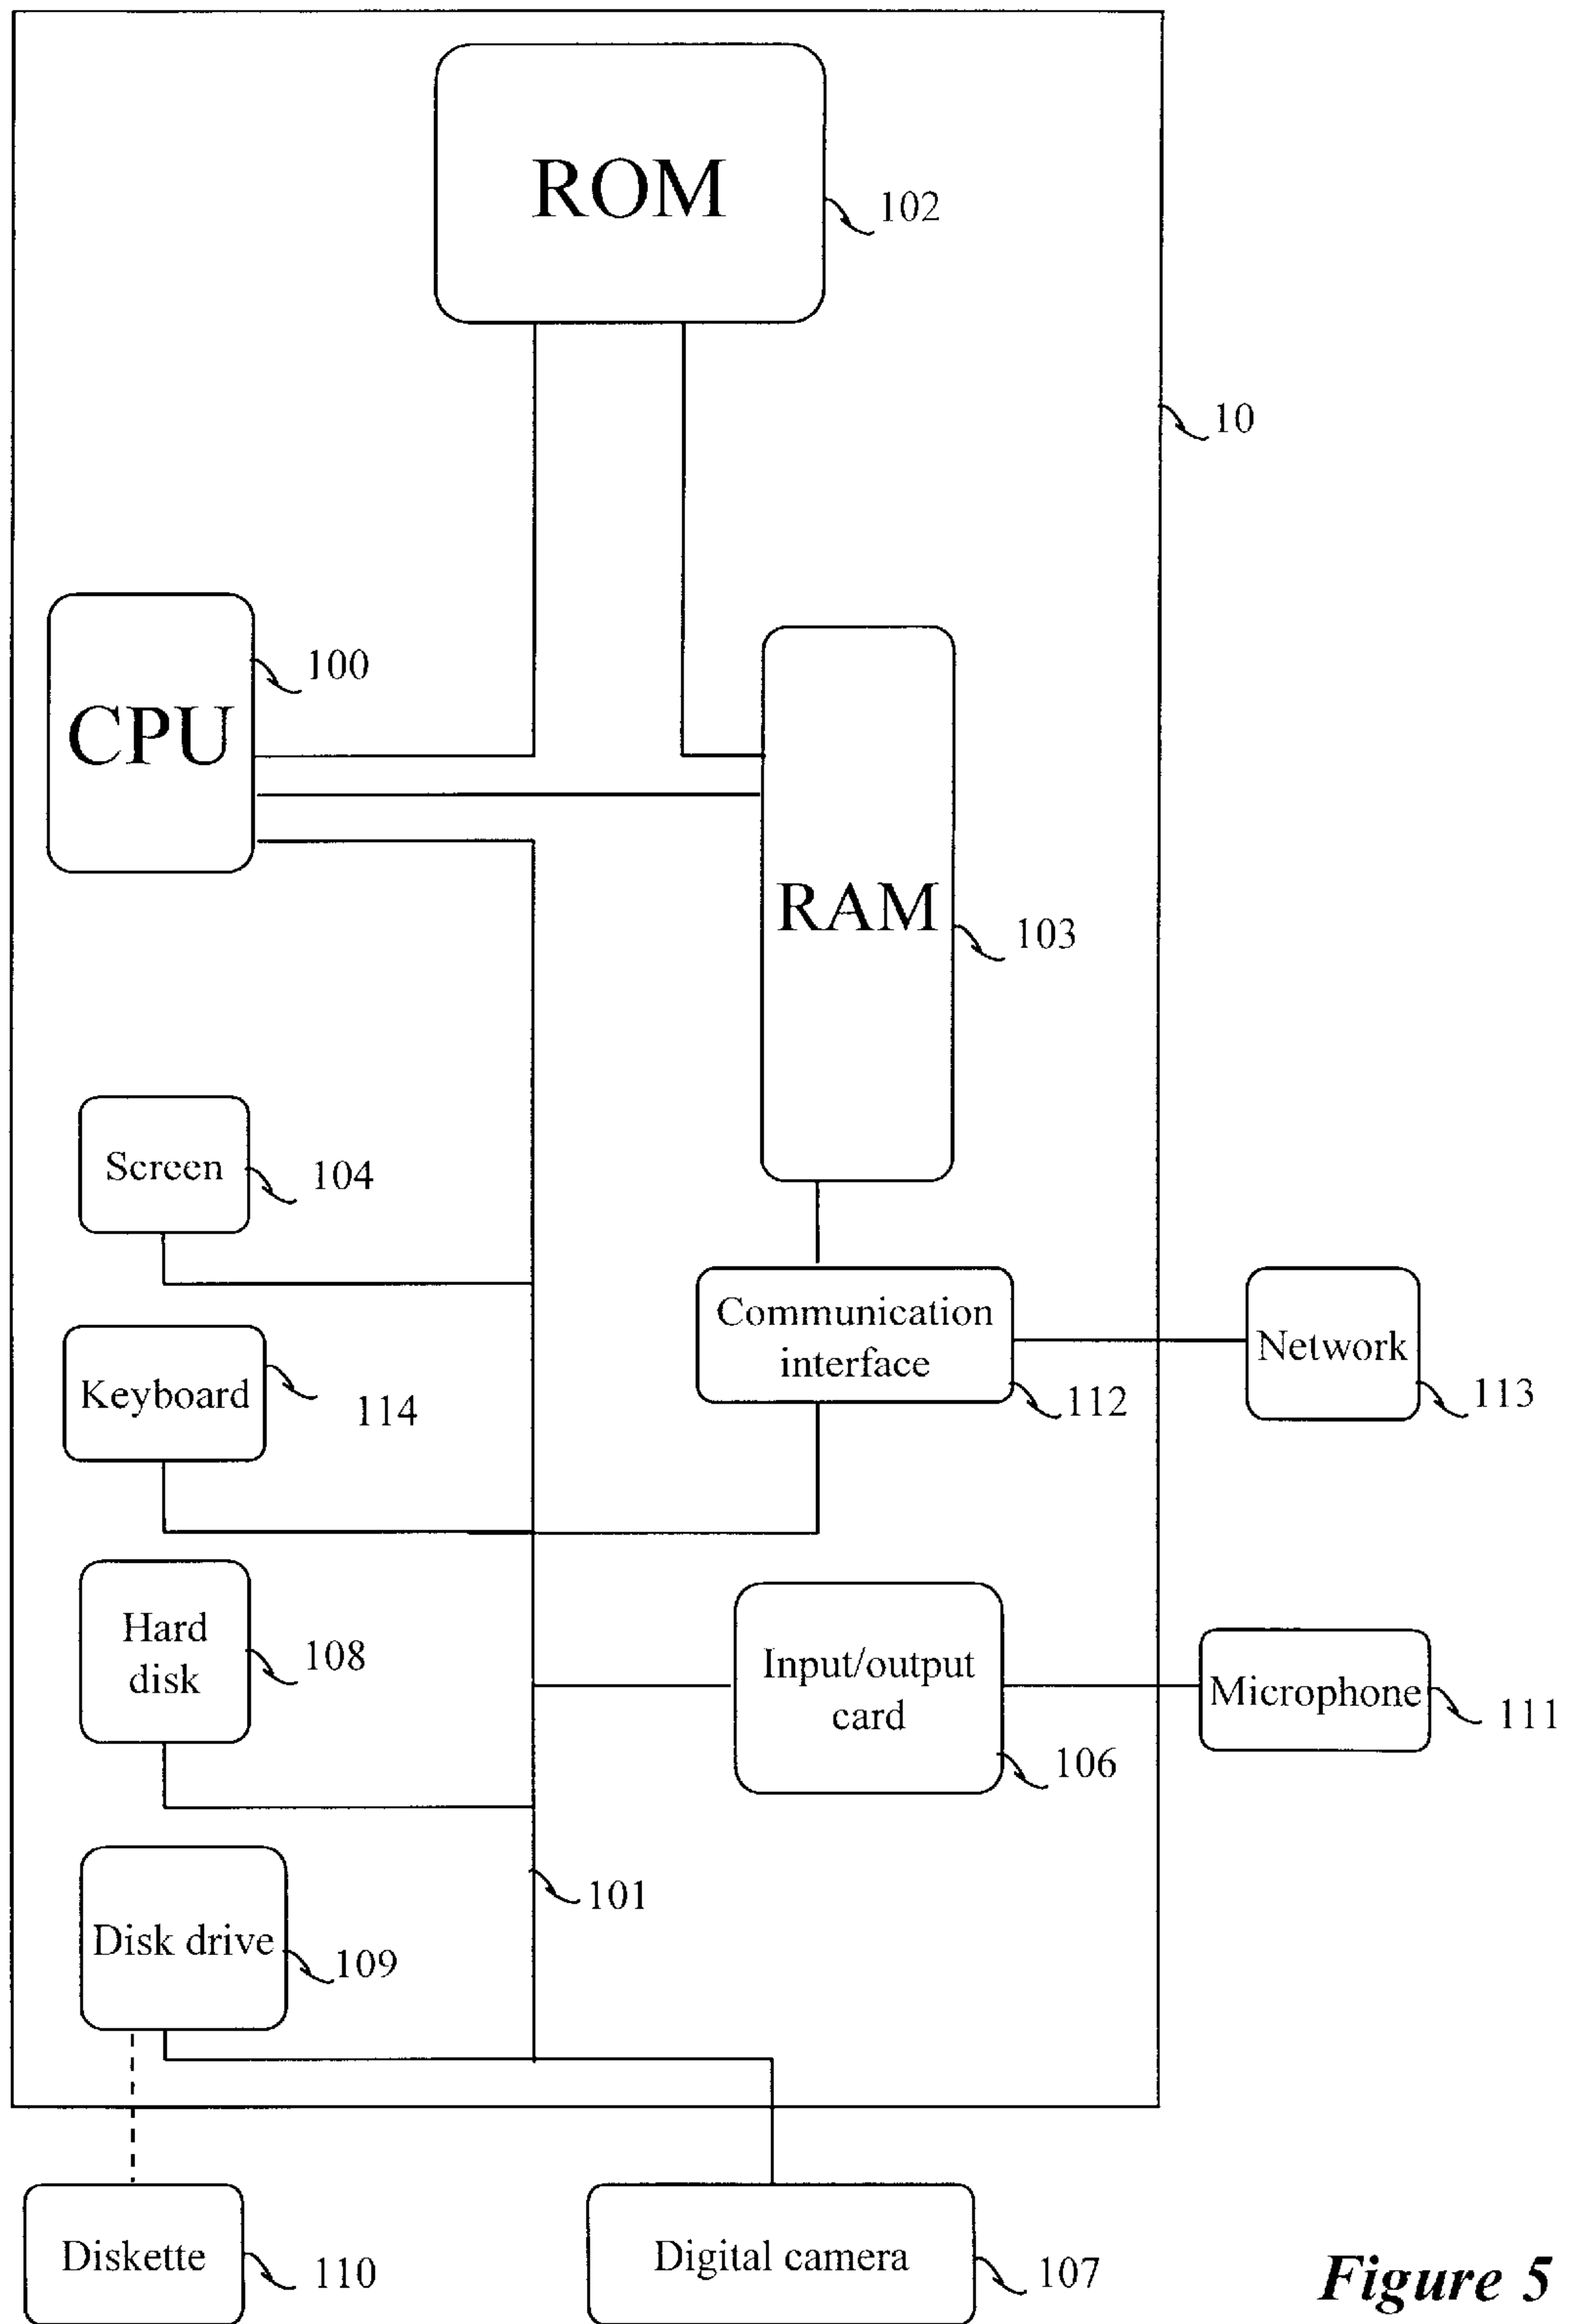 ROM
102
10
100
CPU
RAM
103
Screen
104
Communication
interface
112
Network
113
Keyboard
114
Hard
disk
108
Input/output
card
106
Microphone
111
101
Disk drive
109
Diskette
110
Digital camera
107
Figure 5